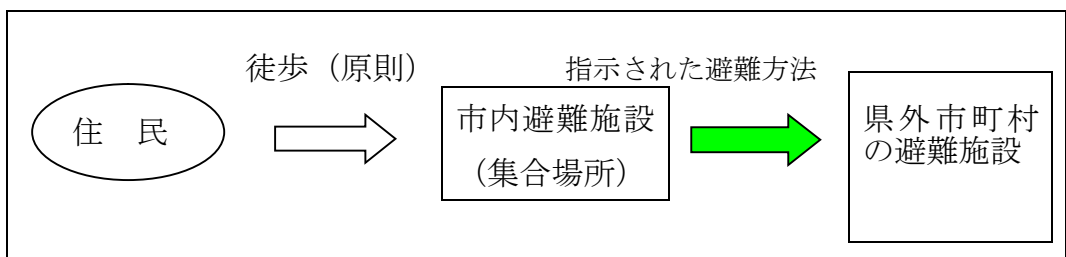 徒歩（原則）
指示された避難方法
住　民
市内避難施設
（集合場所）
県外市町村
の避難施設